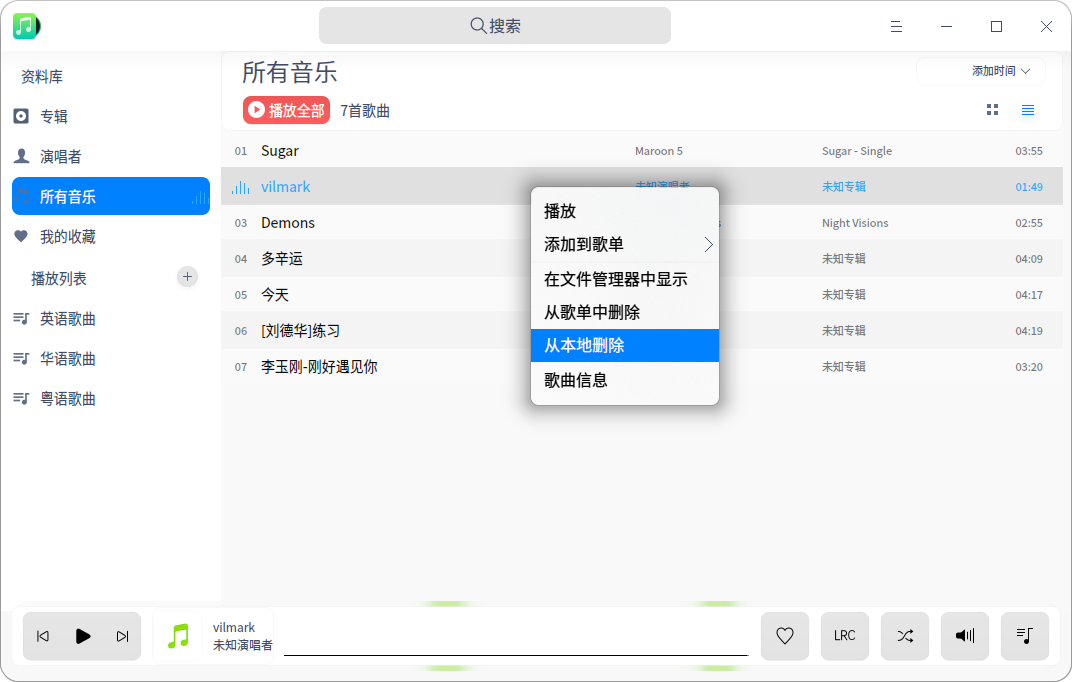 搜索
资料库
专辑
演唱者
所有音乐
我的收藏
播放列表
英语歌曲
华语歌曲
粤语歌曲
所有音乐
添加时间
播放全部 7首歌曲
01 Sugar Maroon 5 Sugar - Single 03:55
vilmark 未知演唱者 未知专辑 01:49
03 Demons Night Visions 02:55
04 多辛运 未知专辑 04:09
05 今天 未知专辑 04:17
06 [刘德华]练习 未知专辑 04:19
07 李玉刚-刚好遇见你 未知专辑 03:20
播放
添加到歌单
在文件管理器中显示
从歌单中删除
从本地删除
歌曲信息
vilmark
未知演唱者
LRC